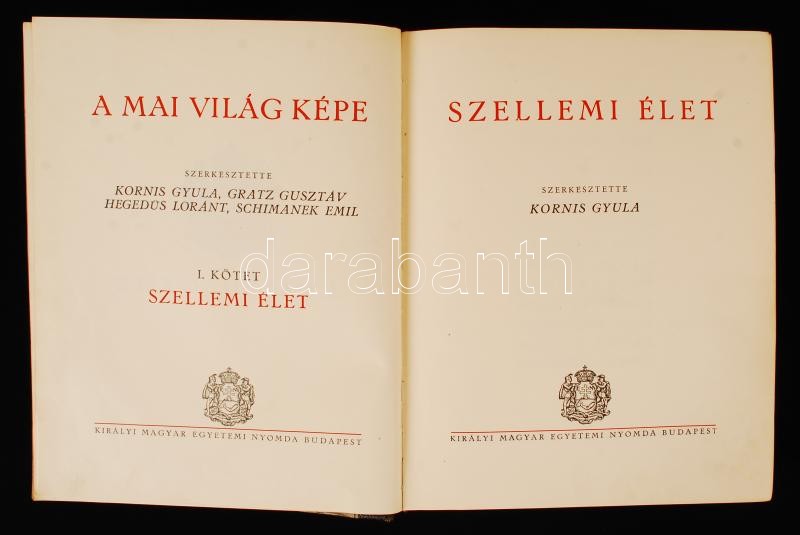 A MAI VILÁG KÉPE
SZERKESZTETTE
KORNIS GYULA, GRATZ GUSZTÁV
HEGEDŰS LORÁNT, SCHIMANEK EMIL
I. KÖTET
SZELLEMI ÉLET
KIRÁLYI MAGYAR EGYETEMI NYOMDA BUDAPEST
SZELLEMI ÉLET
SZERKESZTETTE
KORNIS GYULA
KIRÁLYI MAGYAR EGYETEMI NYOMDA BUDAPEST
darabanth